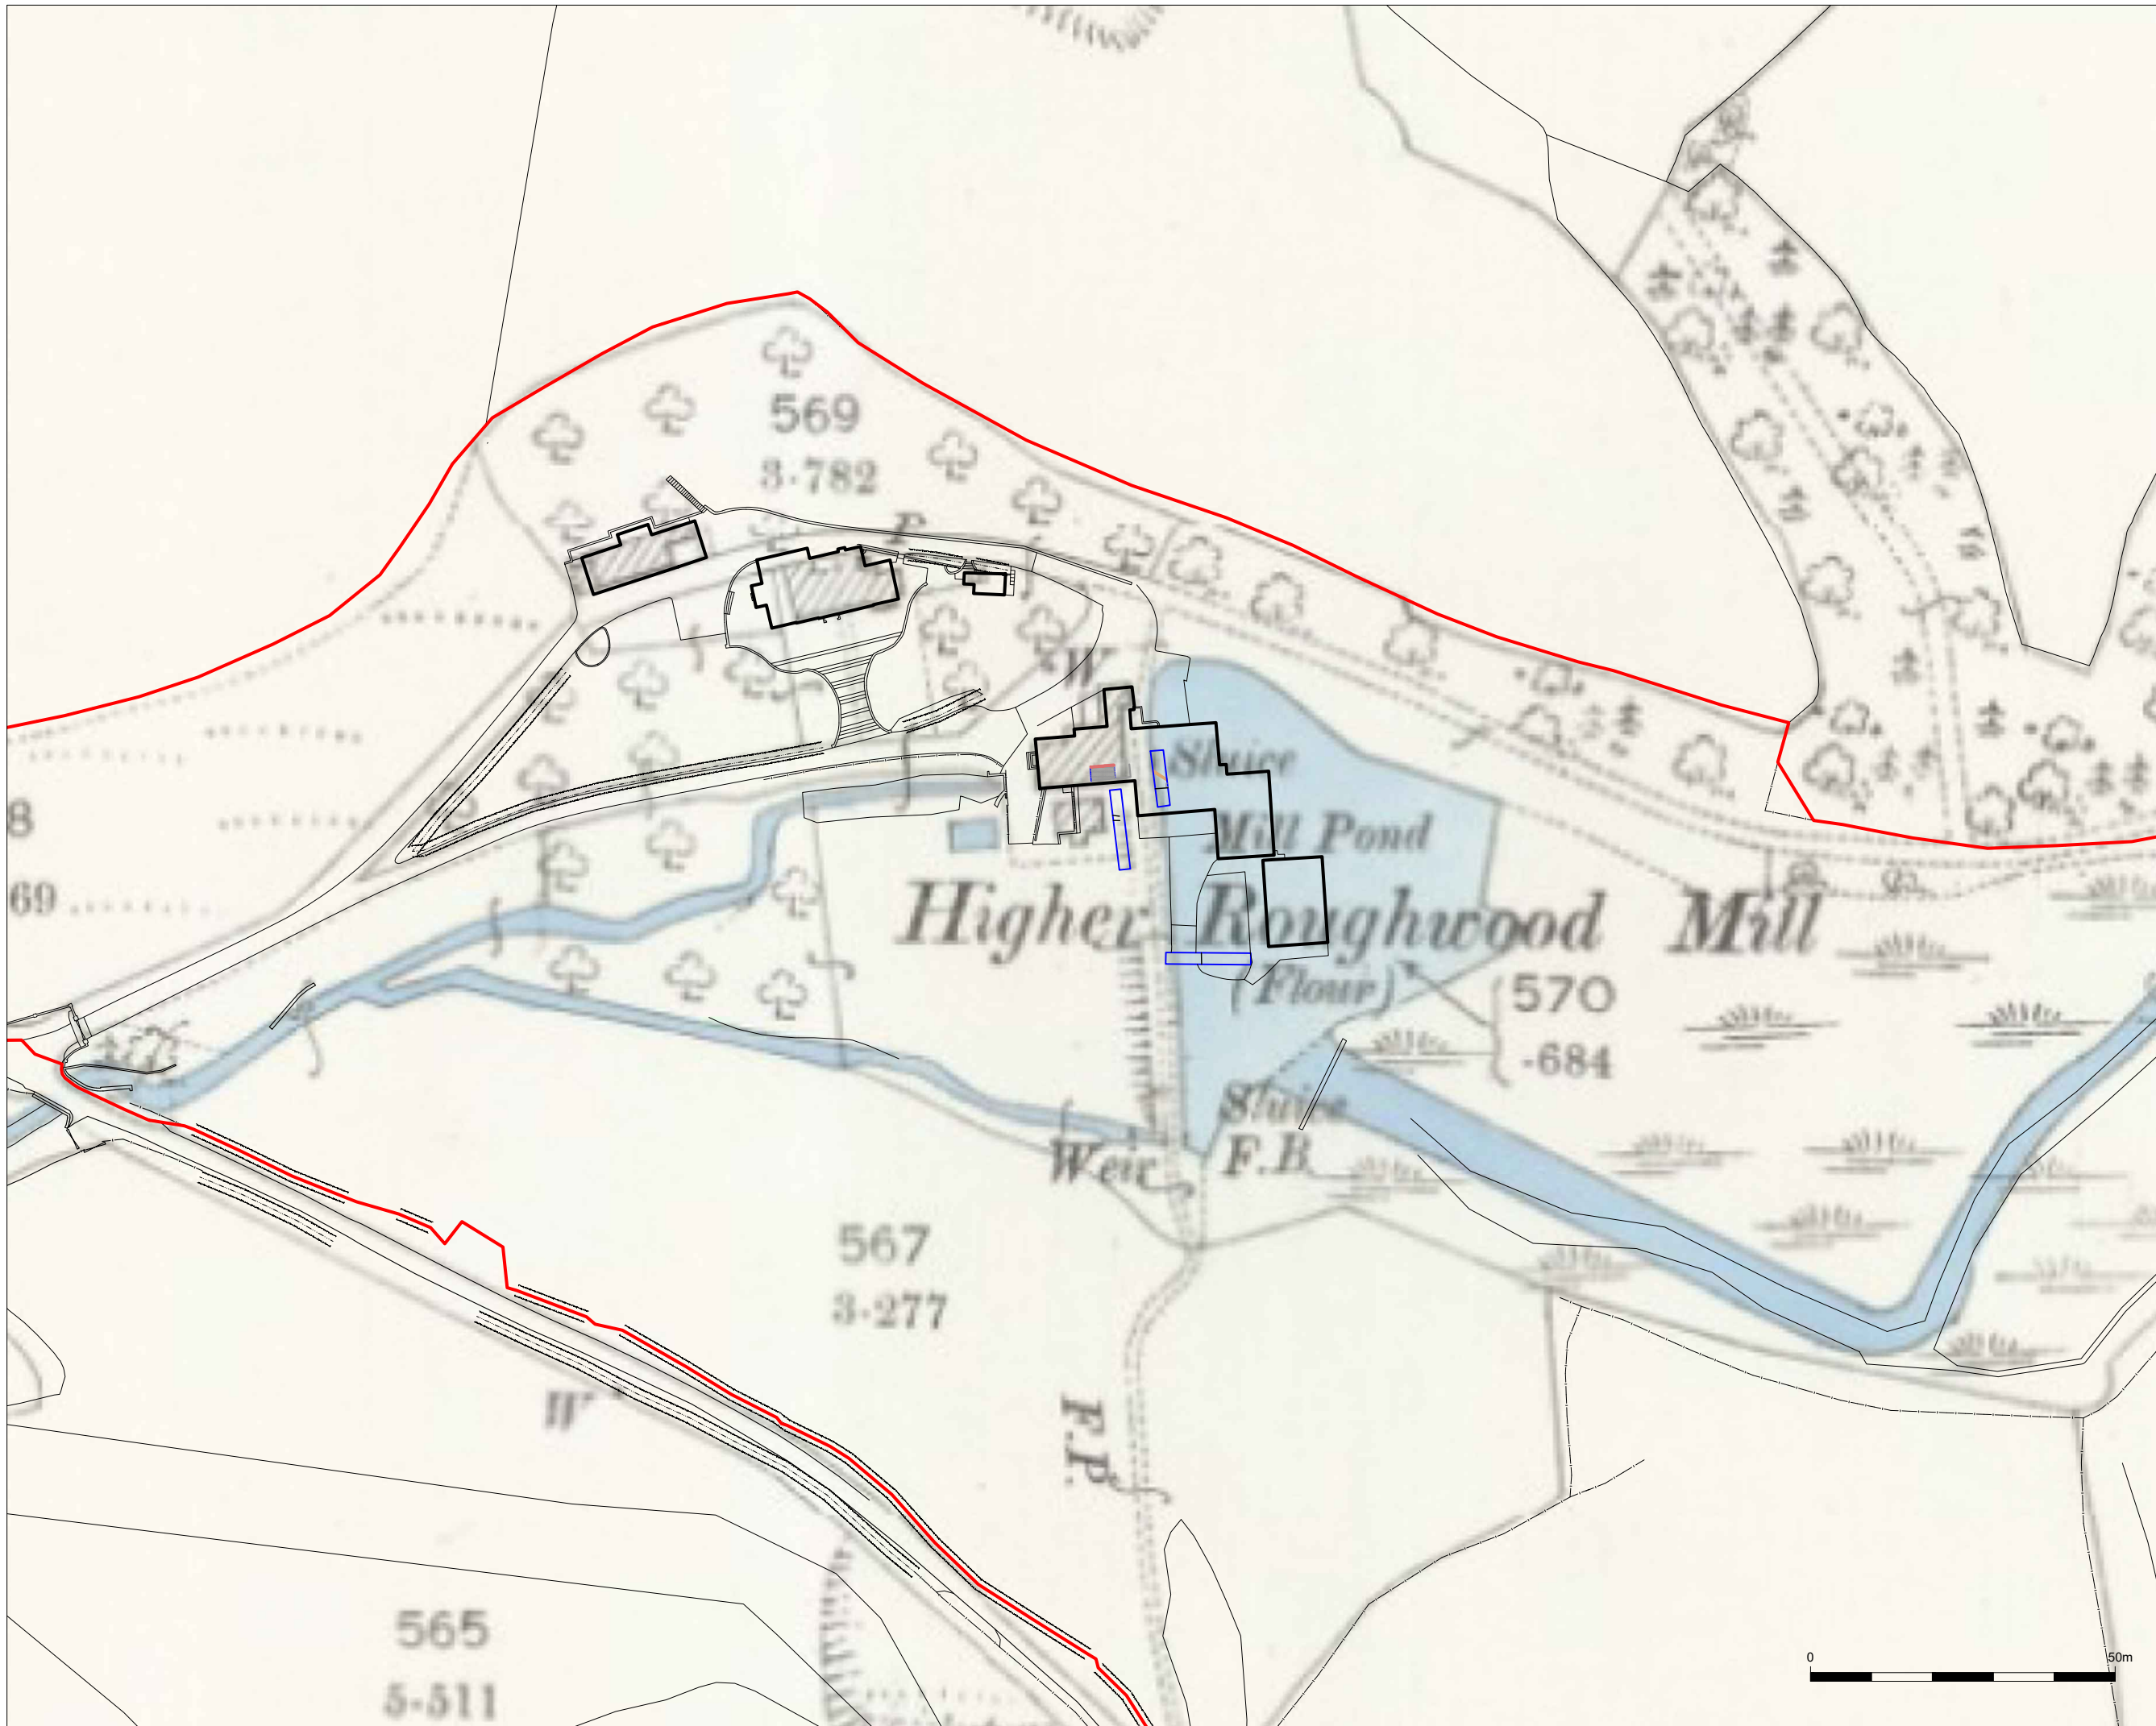 569
3·782
P
W
Sluice
Mill Pond
8
69
Higher Roughwood Mill
(Flour)
570
·684
Sluice
Weir
F.B.
567
3·277
W
F.P.
565
5·511
0 50m